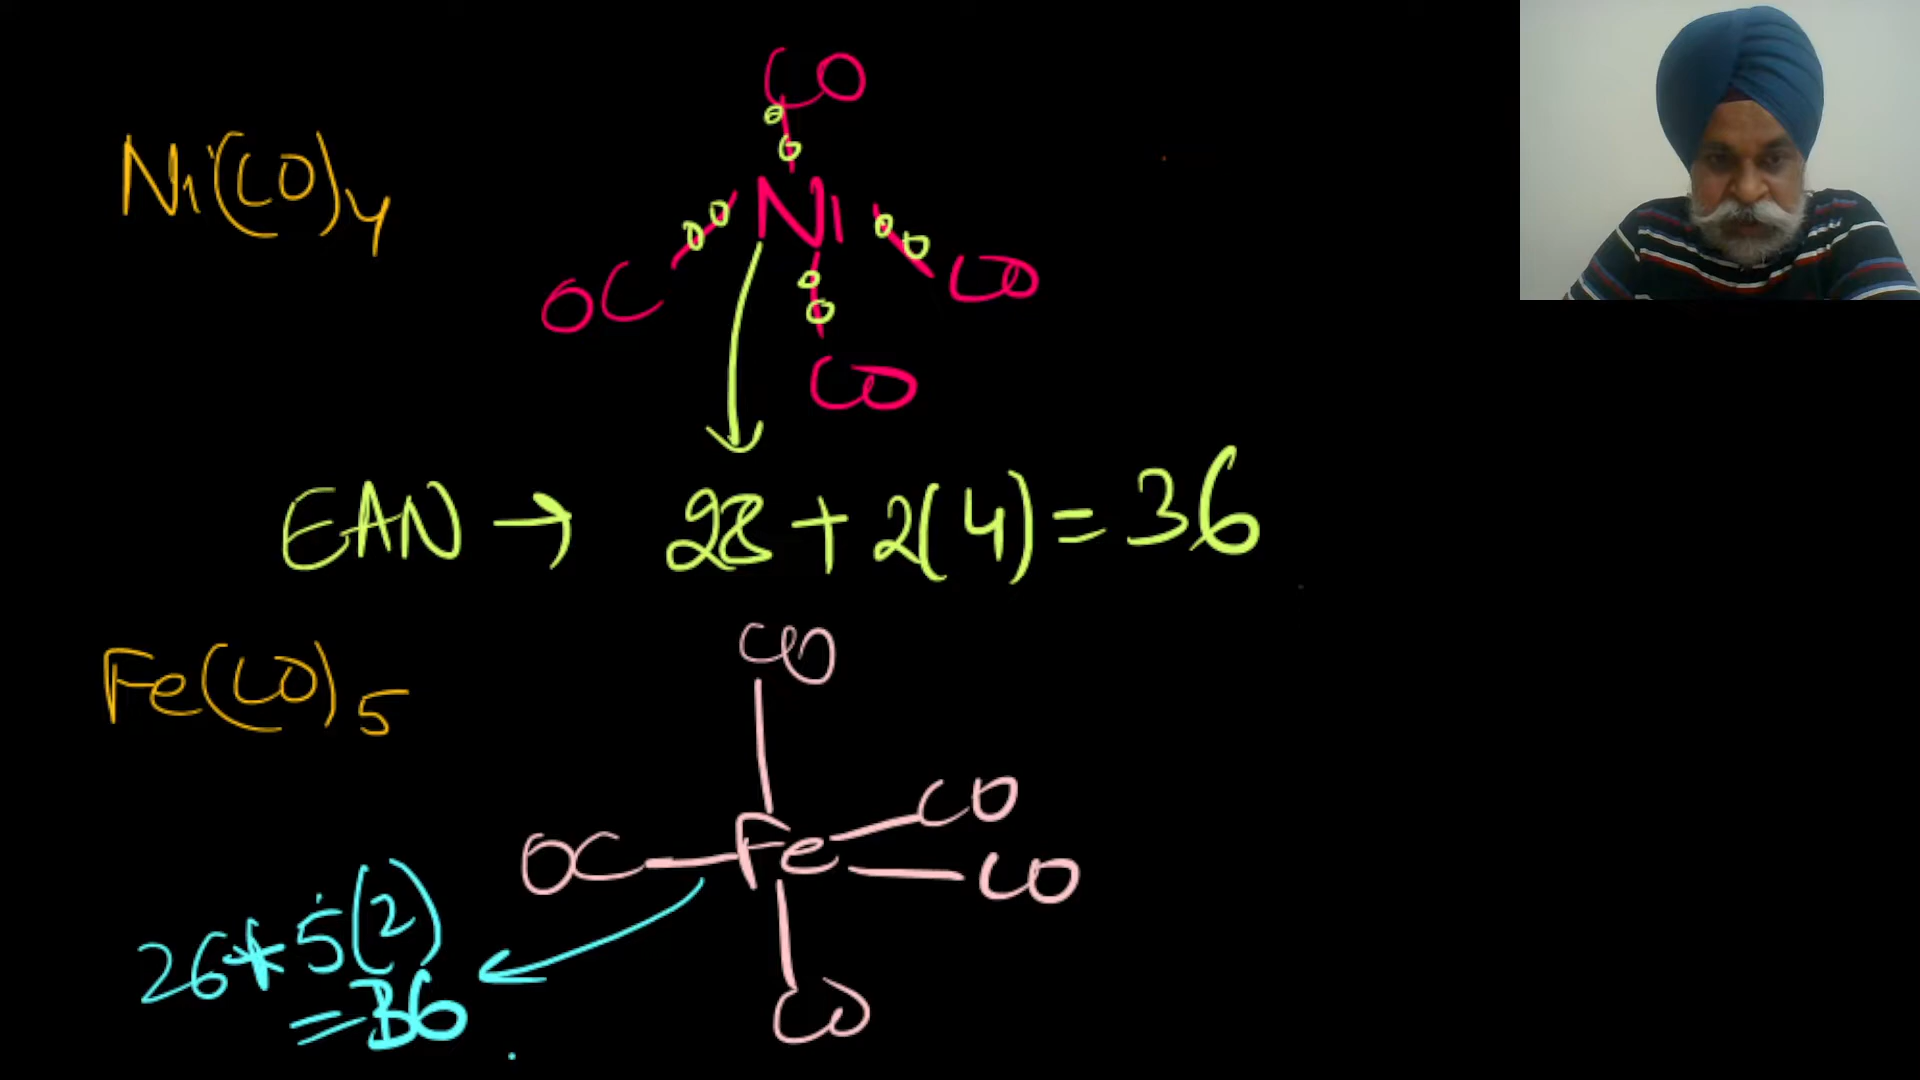 Ni(CO)4
CO
Ni
OC
CO
CO
EAN → 28 + 2(4) = 36
Fe(CO)5
CO
CO
OC
Fe
CO
CO
26 + 5(2)
= 36